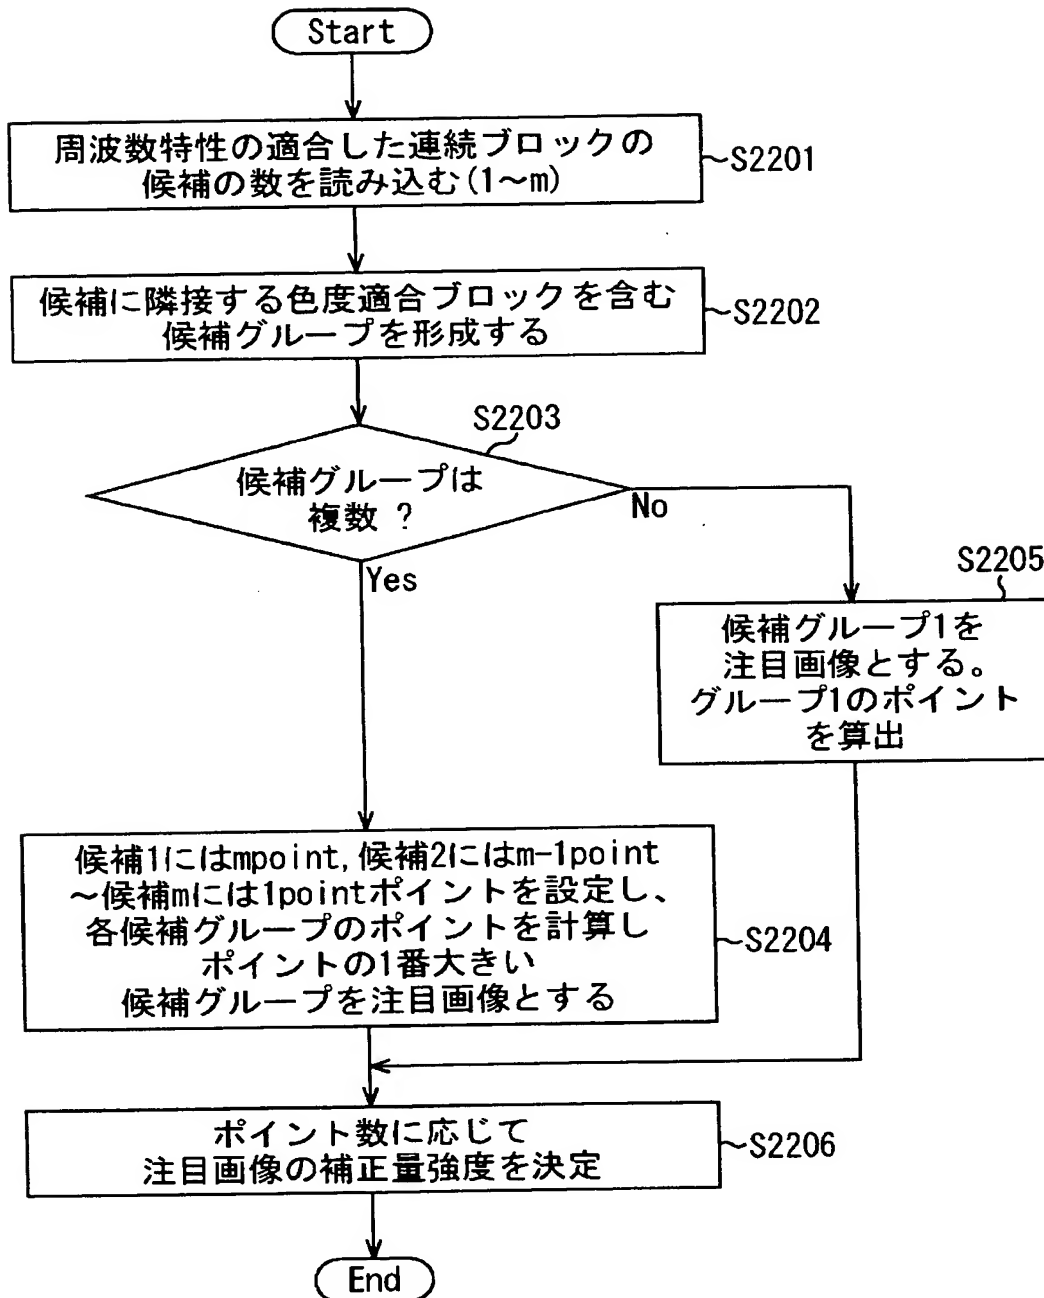 Start
周波数特性の適合した連続ブロックの
候補の数を読み込む(1～m)
～S2201
候補に隣接する色度適合ブロックを含む
候補グループを形成する
～S2202
S2203
候補グループは
複数 ?
No
Yes
S2205
候補グループ1を
注目画像とする。
グループ1のポイント
を算出
候補1にはmpoint,候補2にはm-1point
～候補mには1pointポイントを設定し、
各候補グループのポイントを計算し
ポイントの1番大きい
候補グループを注目画像とする
～S2204
ポイント数に応じて
注目画像の補正量強度を決定
～S2206
End